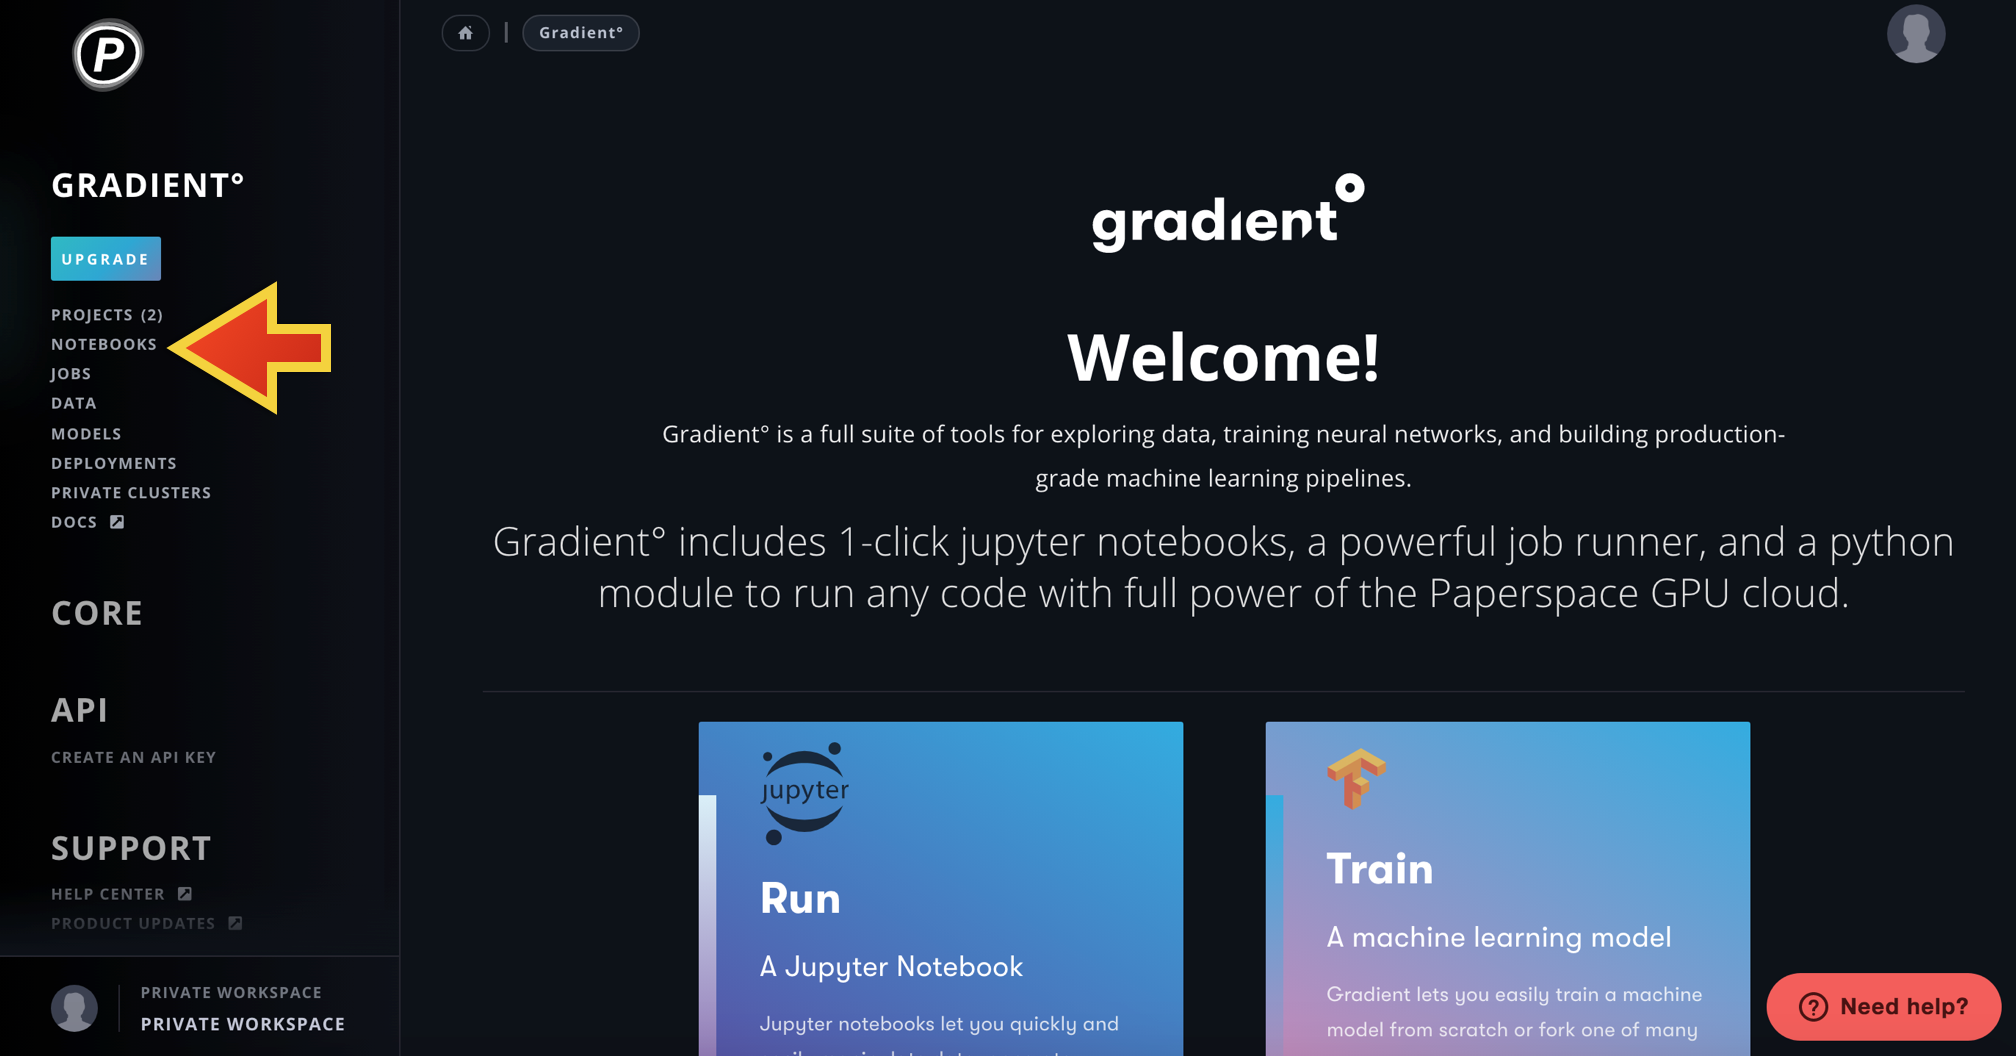 P
Gradient°
GRADIENT°
UPGRADE
PROJECTS (2)
NOTEBOOKS
JOBS
DATA
MODELS
DEPLOYMENTS
PRIVATE CLUSTERS
DOCS
CORE
API
CREATE AN API KEY
SUPPORT
HELP CENTER
PRODUCT UPDATES
PRIVATE WORKSPACE
PRIVATE WORKSPACE
gradient°
Welcome!
Gradient° is a full suite of tools for exploring data, training neural networks, and building production-
grade machine learning pipelines.
Gradient° includes 1-click jupyter notebooks, a powerful job runner, and a python
module to run any code with full power of the Paperspace GPU cloud.
jupyter
Run
A Jupyter Notebook
Jupyter notebooks let you quickly and
Train
A machine learning model
Gradient lets you easily train a machine
model from scratch or fork one of many
Need help?